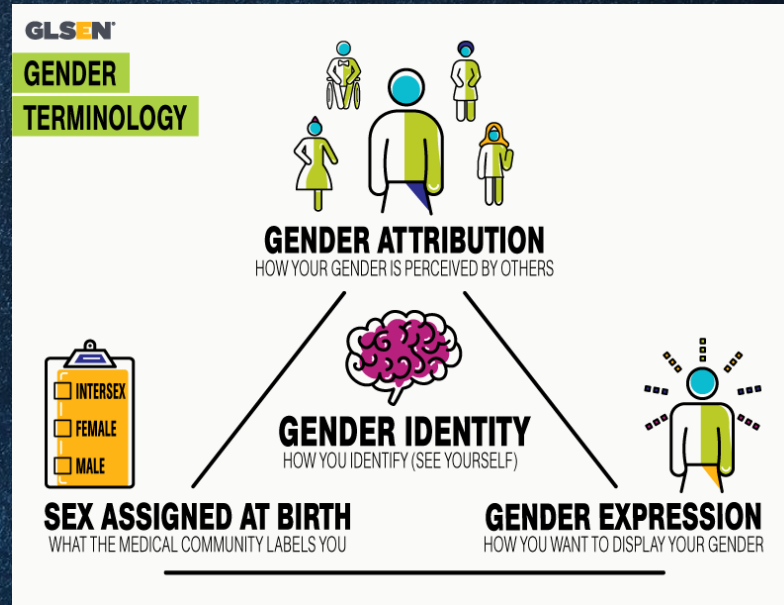 GLSEN®
GENDER
TERMINOLOGY
GENDER ATTRIBUTION
HOW YOUR GENDER IS PERCEIVED BY OTHERS
INTERSEX
FEMALE
MALE
GENDER IDENTITY
HOW YOU IDENTIFY (SEE YOURSELF)
SEX ASSIGNED AT BIRTH
WHAT THE MEDICAL COMMUNITY LABELS YOU
GENDER EXPRESSION
HOW YOU WANT TO DISPLAY YOUR GENDER